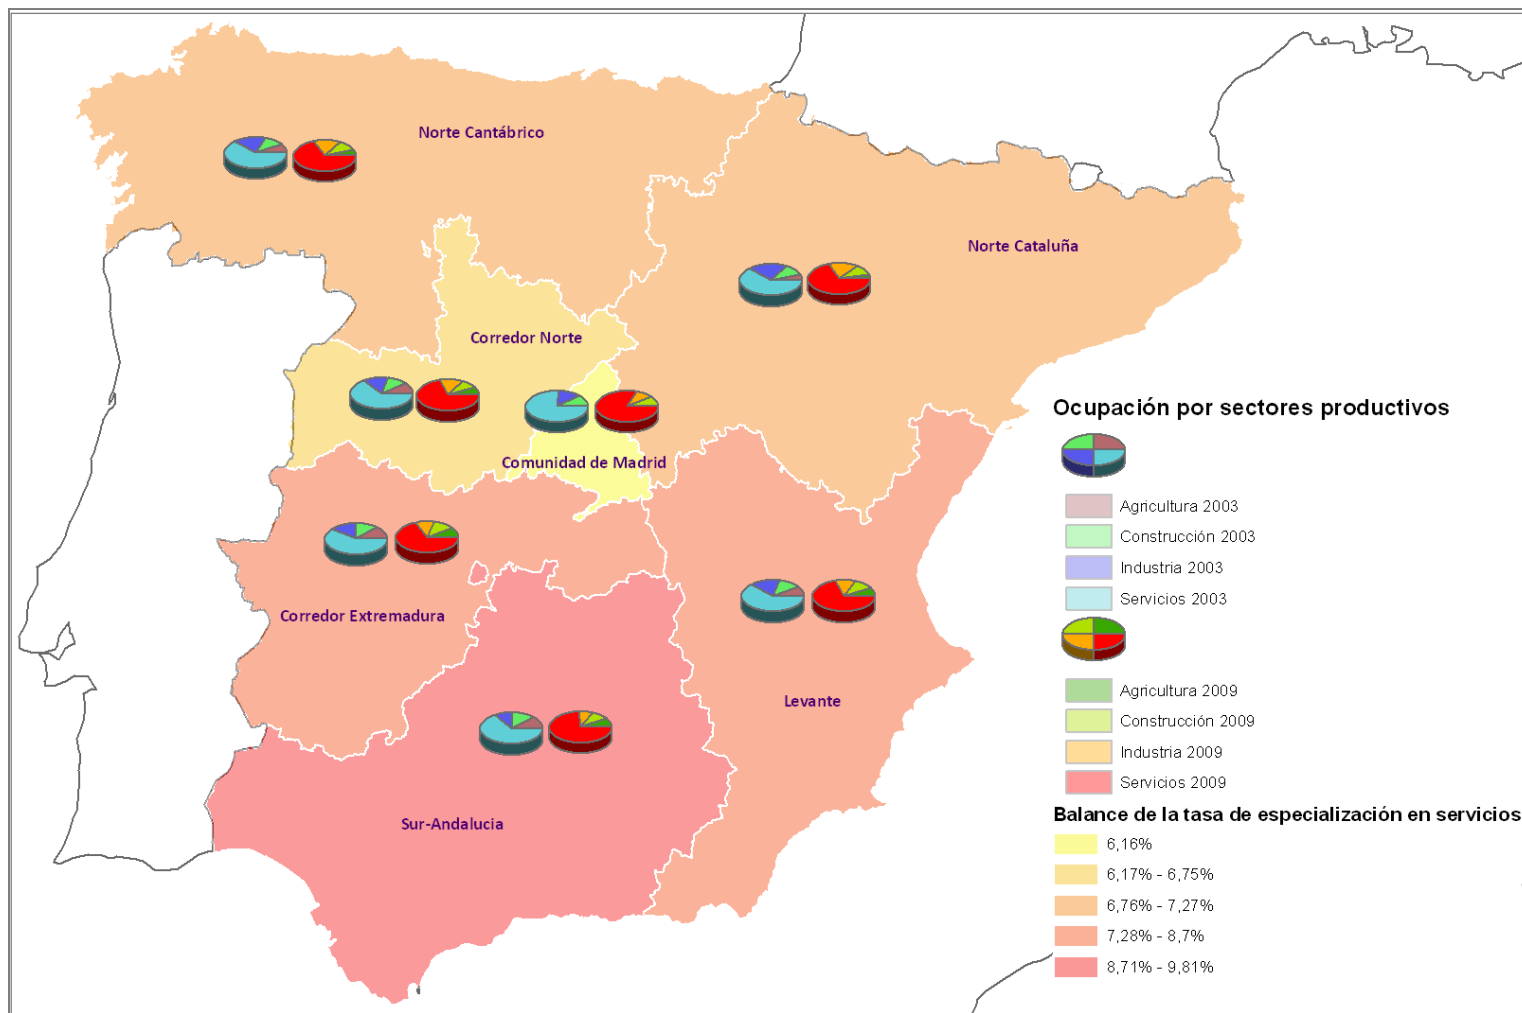 Norte Cantábrico
Norte Cataluña
Corredor Norte
Comunidad de Madrid
Corredor Extremadura
Levante
Sur-Andalucia
Ocupación por sectores productivos
Agricultura 2003
Construcción 2003
Industria 2003
Servicios 2003
Agricultura 2009
Construcción 2009
Industria 2009
Servicios 2009
Balance de la tasa de especialización en servicios
6,16%
6,17% - 6,75%
6,76% - 7,27%
7,28% - 8,7%
8,71% - 9,81%